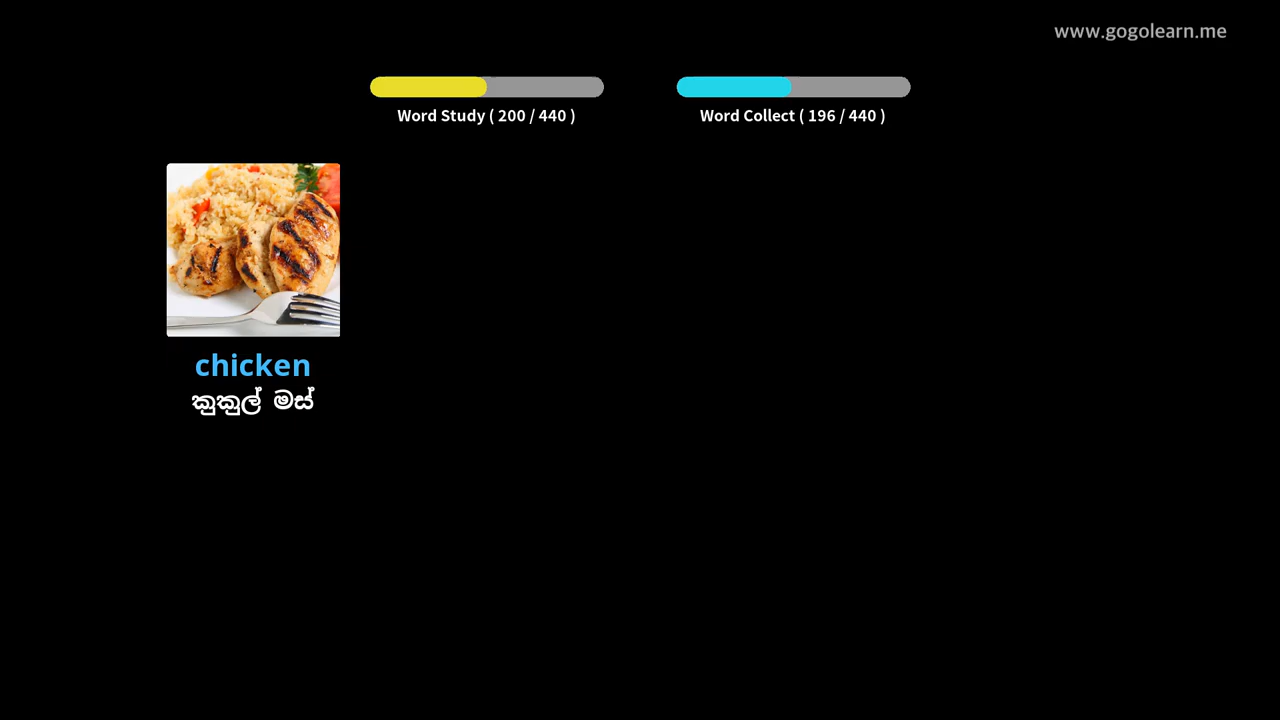 www.gogolearn.me
Word Study ( 200 / 440 )
Word Collect ( 196 / 440 )
chicken
කුකුල් මස්